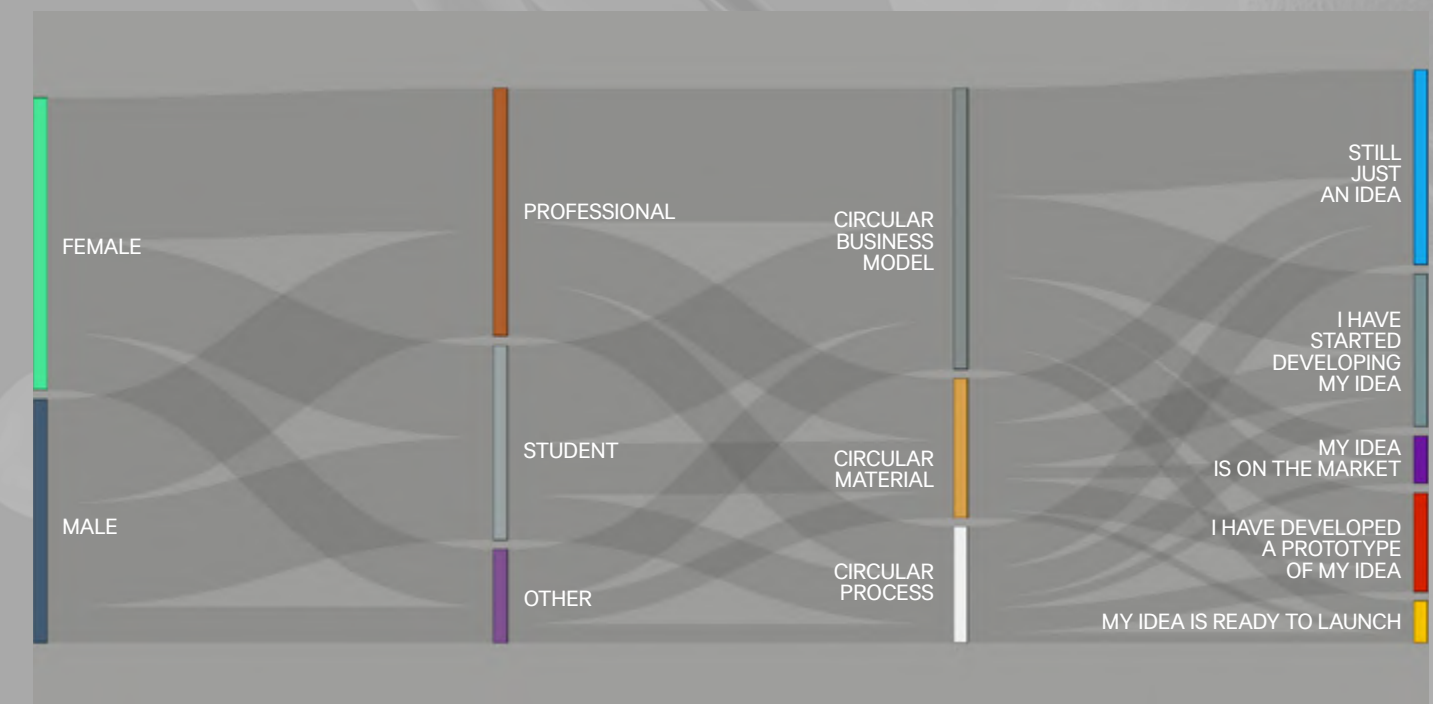 FEMALE
MALE
PROFESSIONAL
STUDENT
OTHER
CIRCULAR
BUSINESS
MODEL
CIRCULAR
MATERIAL
CIRCULAR
PROCESS
STILL
JUST
AN IDEA
I HAVE
STARTED
DEVELOPING
MY IDEA
MY IDEA
IS ON THE MARKET
I HAVE DEVELOPED
A PROTOTYPE
OF MY IDEA
MY IDEA IS READY TO LAUNCH